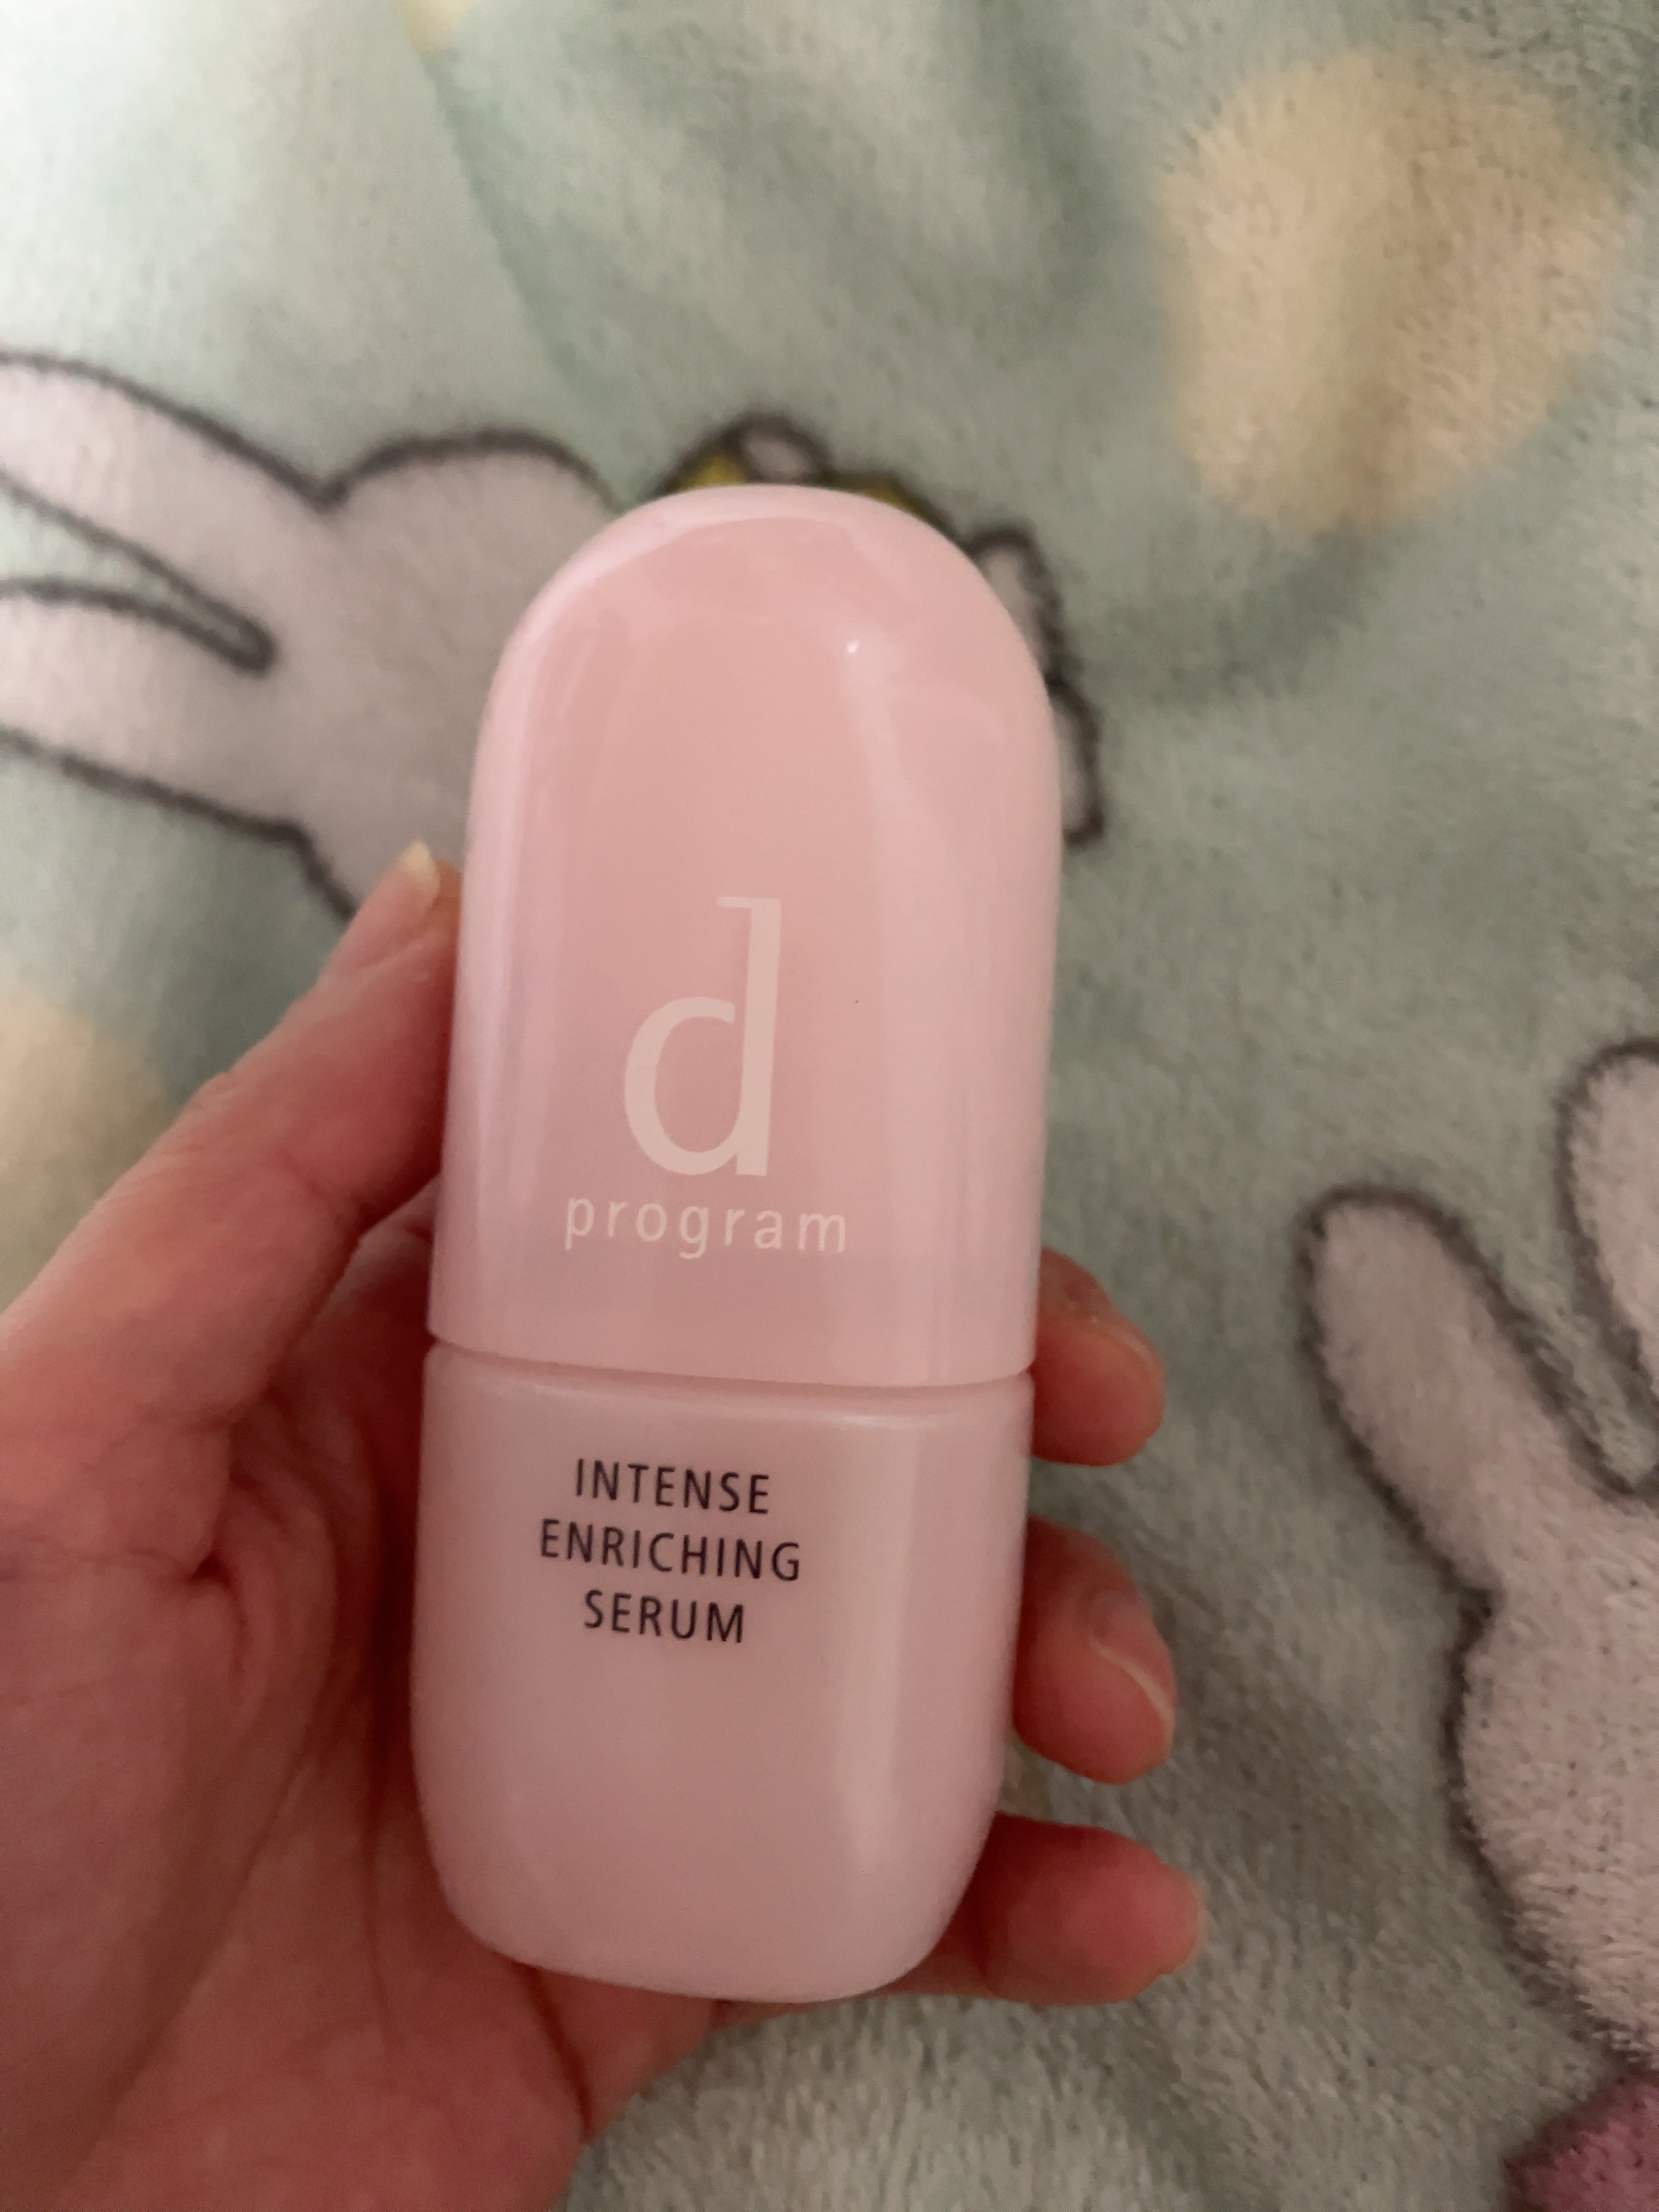 d
program
INTENSE
ENRICHING
SERUM